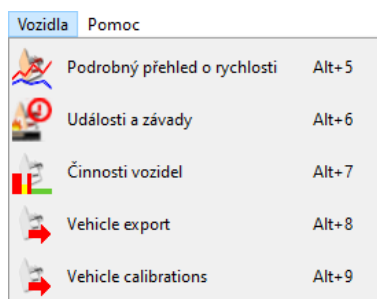 Vozidla Pomoc
Podrobný přehled o rychlosti Alt+5
Události a závady Alt+6
Činnosti vozidel Alt+7
Vehicle export Alt+8
Vehicle calibrations Alt+9